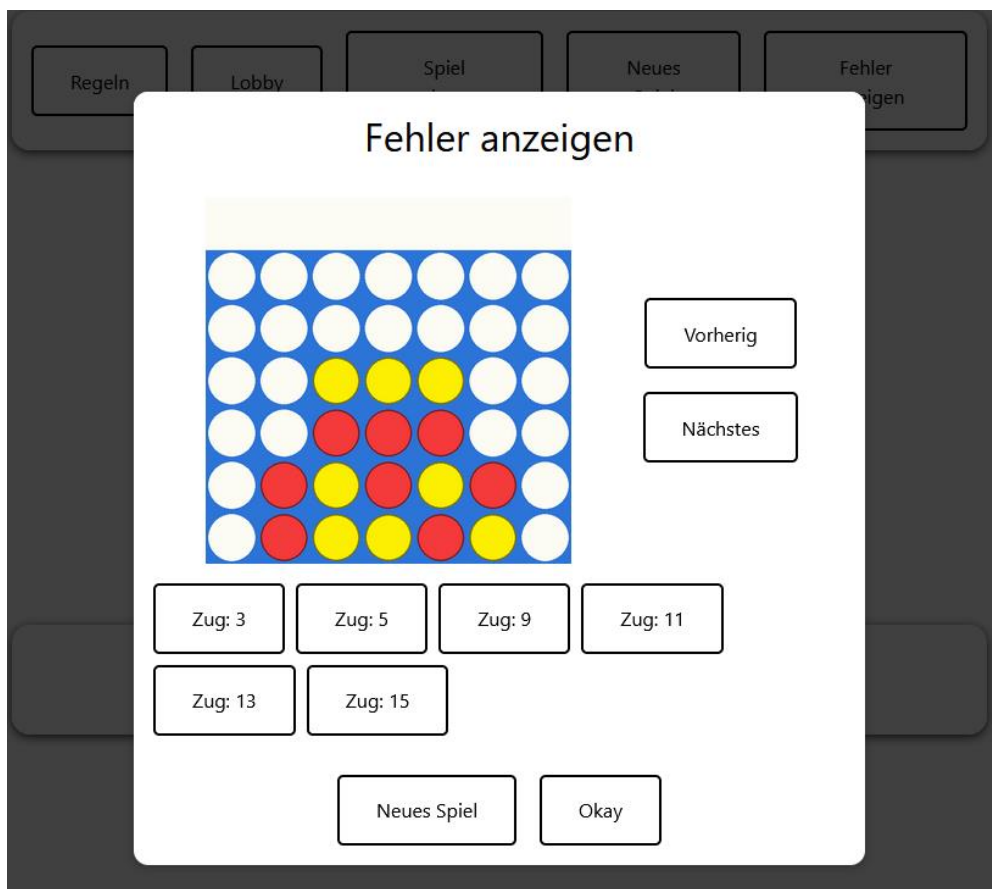 Regeln
Lobby
Spiel
Neues
Fehler
Fehler anzeigen
Vorherig
Nächstes
Zug: 3
Zug: 5
Zug: 9
Zug: 11
Zug: 13
Zug: 15
Neues Spiel
Okay